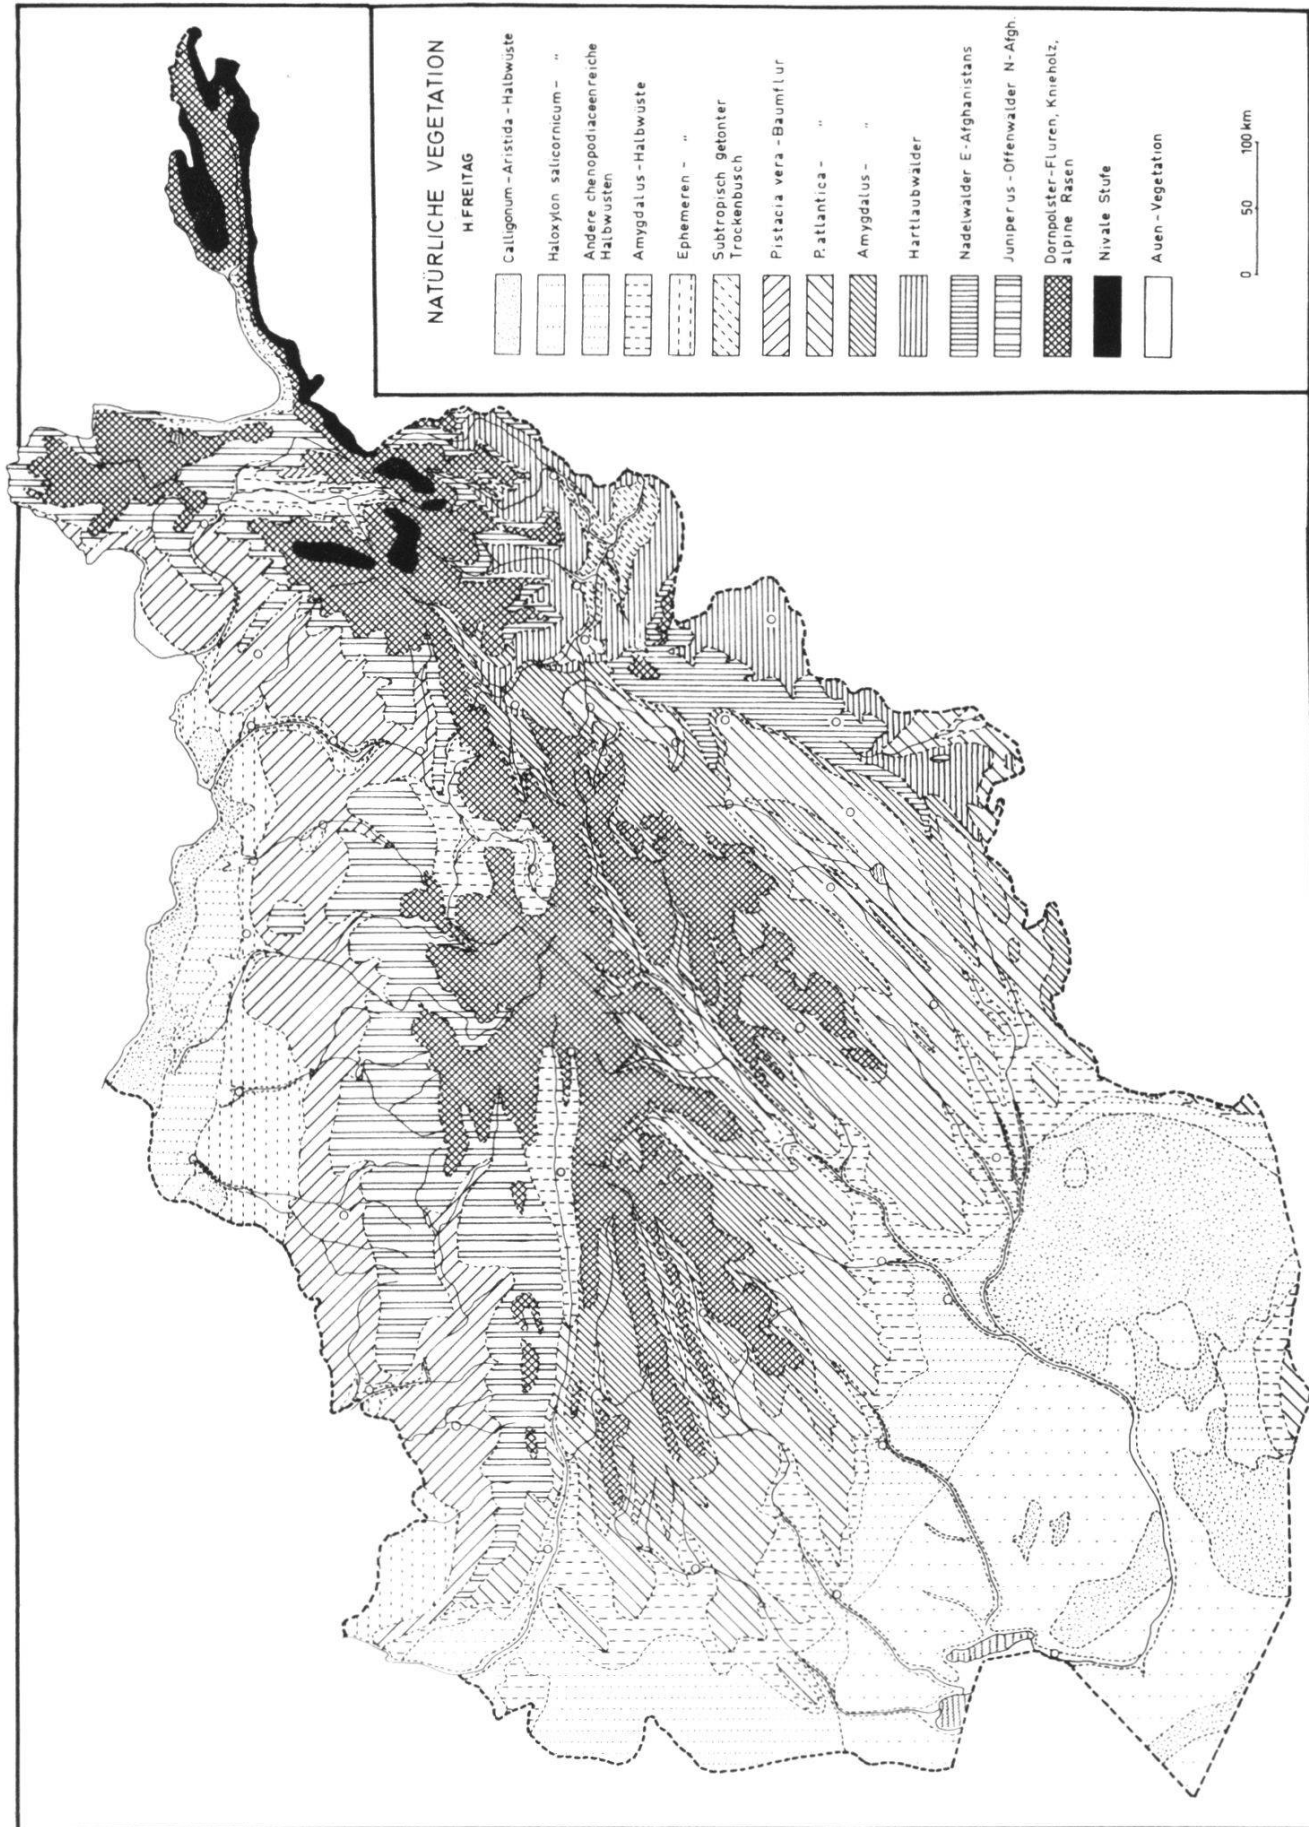 NATÜRLICHE VEGETATION
H. FREITAG
Calligonum-Aristida-Halbwüste
Haloxylon salicornicum- "
Andere chenopodiaceenreiche
Halbwüsten
Amygdalus-Halbwüste
Ephemeren- "
Subtropisch getonter
Trockenbusch
Pistacia vera-Baumflur
P.atlantica- "
Amygdalus- "
Hartlaubwälder
Nadelwälder E-Afghanistans
Juniperus-Offenwälder N-Afgh.
Dornpolster-Fluren, Knieholz,
alpine Rasen
Nivale Stufe
Auen-Vegetation
0 50 100 km